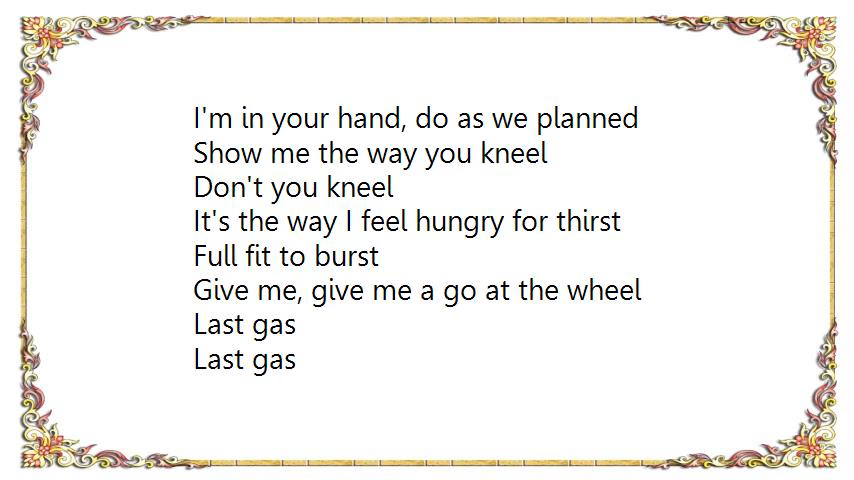 I'm in your hand, do as we planned
Show me the way you kneel
Don't you kneel
It's the way I feel hungry for thirst
Full fit to burst
Give me, give me a go at the wheel
Last gas
Last gas